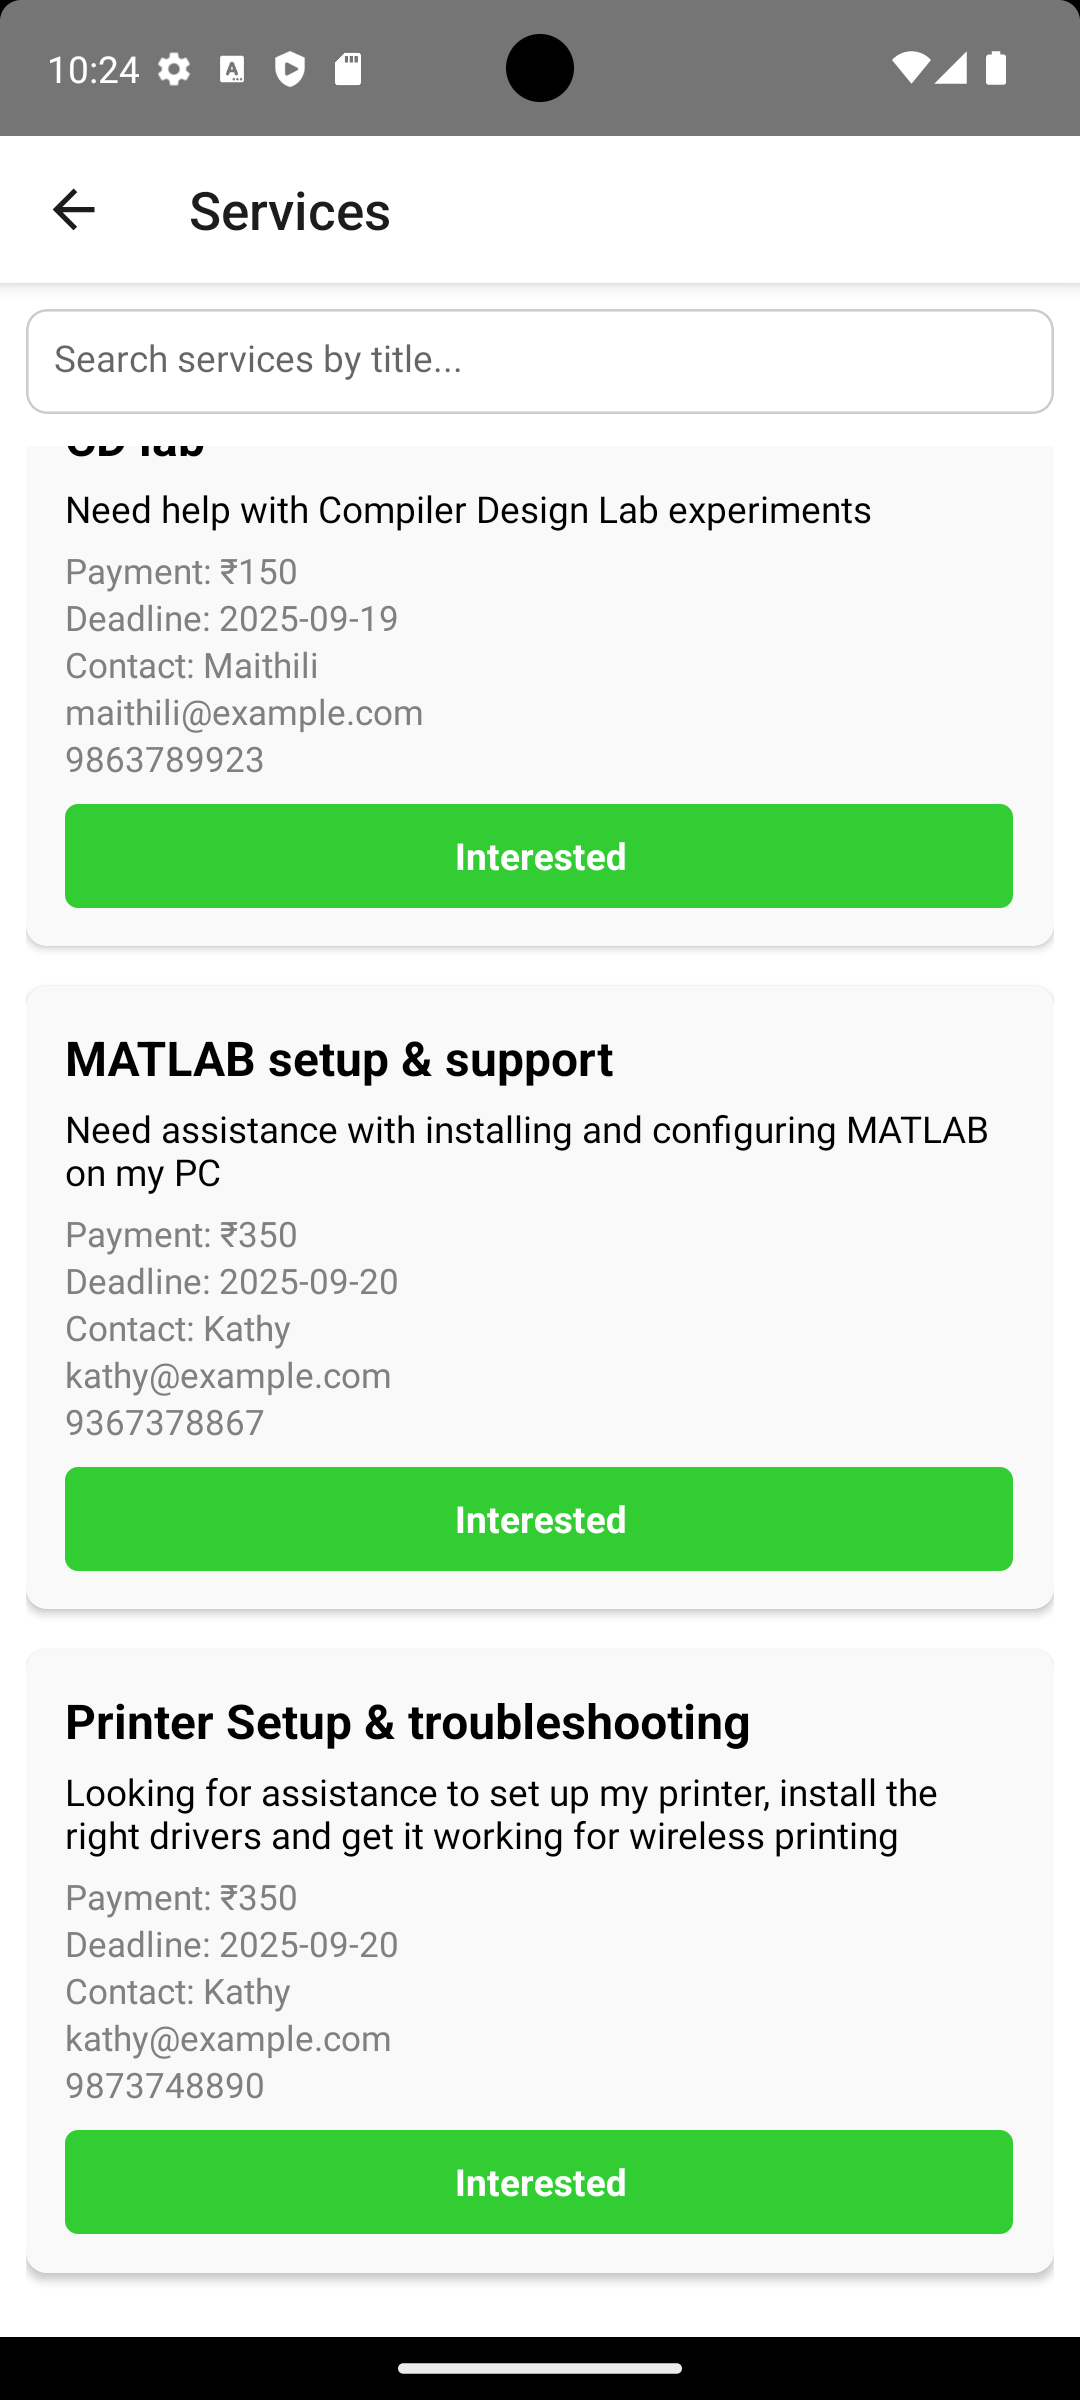 10:24
Services
Search services by title...
CD lab
Need help with Compiler Design Lab experiments
Payment: ₹150
Deadline: 2025-09-19
Contact: Maithili
maithili@example.com
9863789923
Interested
MATLAB setup & support
Need assistance with installing and configuring MATLAB
on my PC
Payment: ₹350
Deadline: 2025-09-20
Contact: Kathy
kathy@example.com
9367378867
Interested
Printer Setup & troubleshooting
Looking for assistance to set up my printer, install the
right drivers and get it working for wireless printing
Payment: ₹350
Deadline: 2025-09-20
Contact: Kathy
kathy@example.com
9873748890
Interested